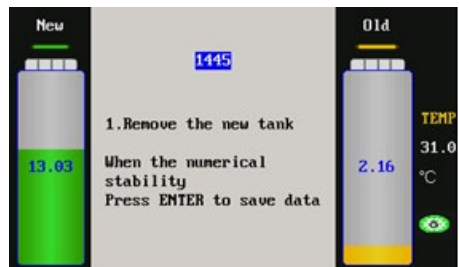 New
Old
1445
1.Remove the new tank
TEMP
31.0
℃
13.03
When the numerical
2.16
stability
Press ENTER to save data